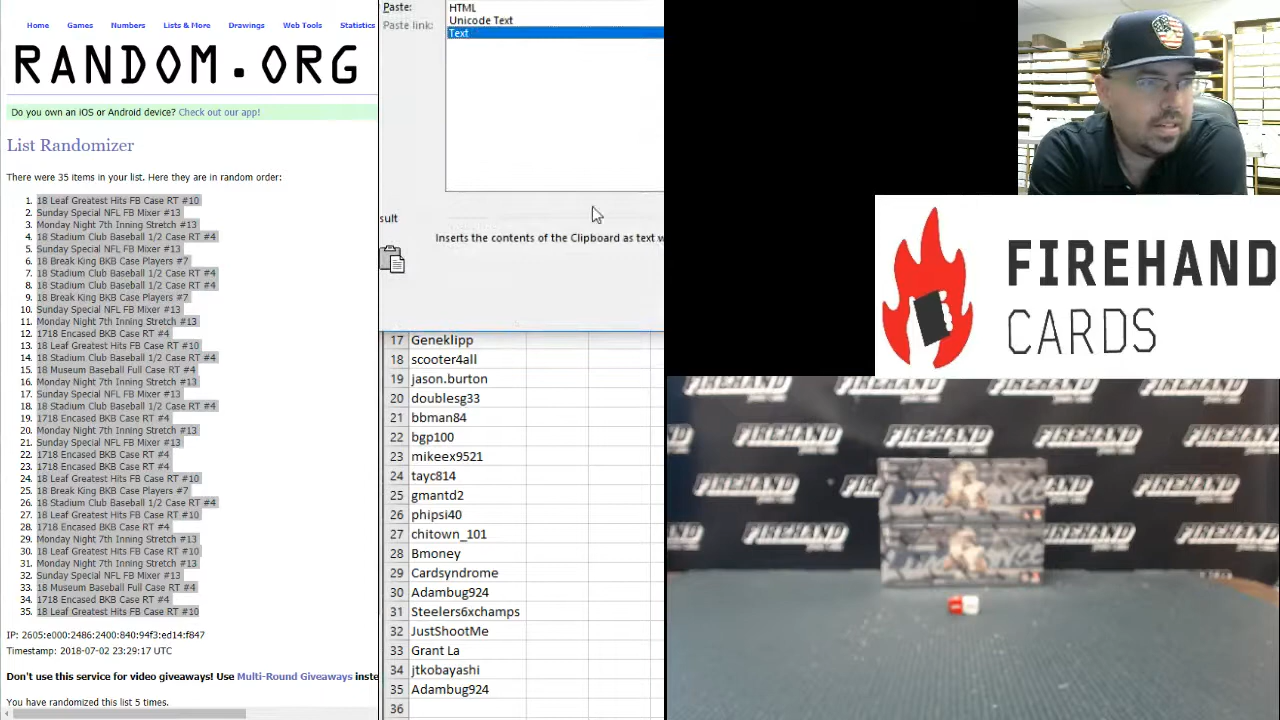 Home Games Numbers Lists & More Drawings Web Tools Statistics
RANDOM.ORG
Do you own an iOS or Android device? Check out our app!
List Randomizer
There were 35 items in your list. Here they are in random order:
1. 18 Leaf Greatest Hits FB Case RT #10
2. Sunday Special NFL FB Mixer #13
3. Monday Night 7th Inning Stretch #13
4. 18 Stadium Club Baseball 1/2 Case RT #4
5. Sunday Special NFL FB Mixer #13
6. 18 Break King BKB Case Players #7
7. 18 Stadium Club Baseball 1/2 Case RT #4
8. 18 Stadium Club Baseball 1/2 Case RT #4
9. 18 Break King BKB Case Players #7
10. Sunday Special NFL FB Mixer #13
11. Monday Night 7th Inning Stretch #13
12. 1718 Encased BKB Case RT #4
13. 18 Leaf Greatest Hits FB Case RT #10
14. 18 Stadium Club Baseball 1/2 Case RT #4
15. 18 Museum Baseball Full Case RT #4
16. Monday Night 7th Inning Stretch #13
17. Sunday Special NFL FB Mixer #13
18. 18 Stadium Club Baseball 1/2 Case RT #4
19. 1718 Encased BKB Case RT #4
20. Monday Night 7th Inning Stretch #13
21. Sunday Special NFL FB Mixer #13
22. 1718 Encased BKB Case RT #4
23. 1718 Encased BKB Case RT #4
24. 18 Leaf Greatest Hits FB Case RT #10
25. 18 Break King BKB Case Players #7
26. 18 Stadium Club Baseball 1/2 Case RT #4
27. 18 Leaf Greatest Hits FB Case RT #10
28. 1718 Encased BKB Case RT #4
29. Monday Night 7th Inning Stretch #13
30. 18 Leaf Greatest Hits FB Case RT #10
31. Monday Night 7th Inning Stretch #13
32. Sunday Special NFL FB Mixer #13
33. 18 Museum Baseball Full Case RT #4
34. 1718 Encased BKB Case RT #4
35. 18 Leaf Greatest Hits FB Case RT #10
IP: 2605:e000:2486:2400:840:94f3:ed14:f847
Timestamp: 2018-07-02 23:29:17 UTC
Don't use this service for video giveaways! Use Multi-Round Giveaways inste
You have randomized this list 5 times.
Paste:
Paste link:
HTML
Unicode Text
Text
sult
Inserts the contents of the Clipboard as text w
17 Geneklipp
18 scooter4all
19 jason.burton
20 doublesg33
21 bbman84
22 bgp100
23 mikeex9521
24 tayc814
25 gmantd2
26 phipsi40
27 chitown_101
28 Bmoney
29 Cardsyndrome
30 Adambug924
31 Steelers6xchamps
32 JustShootMe
33 Grant La
34 jtkobayashi
35 Adambug924
36
FIREHAND
CARDS
FIREHAND FIREHAND FIREHAND
FIREHAND FIREHAND FIREHAND
FIREHAND FIREHAND
FIREHAND FIREHAND